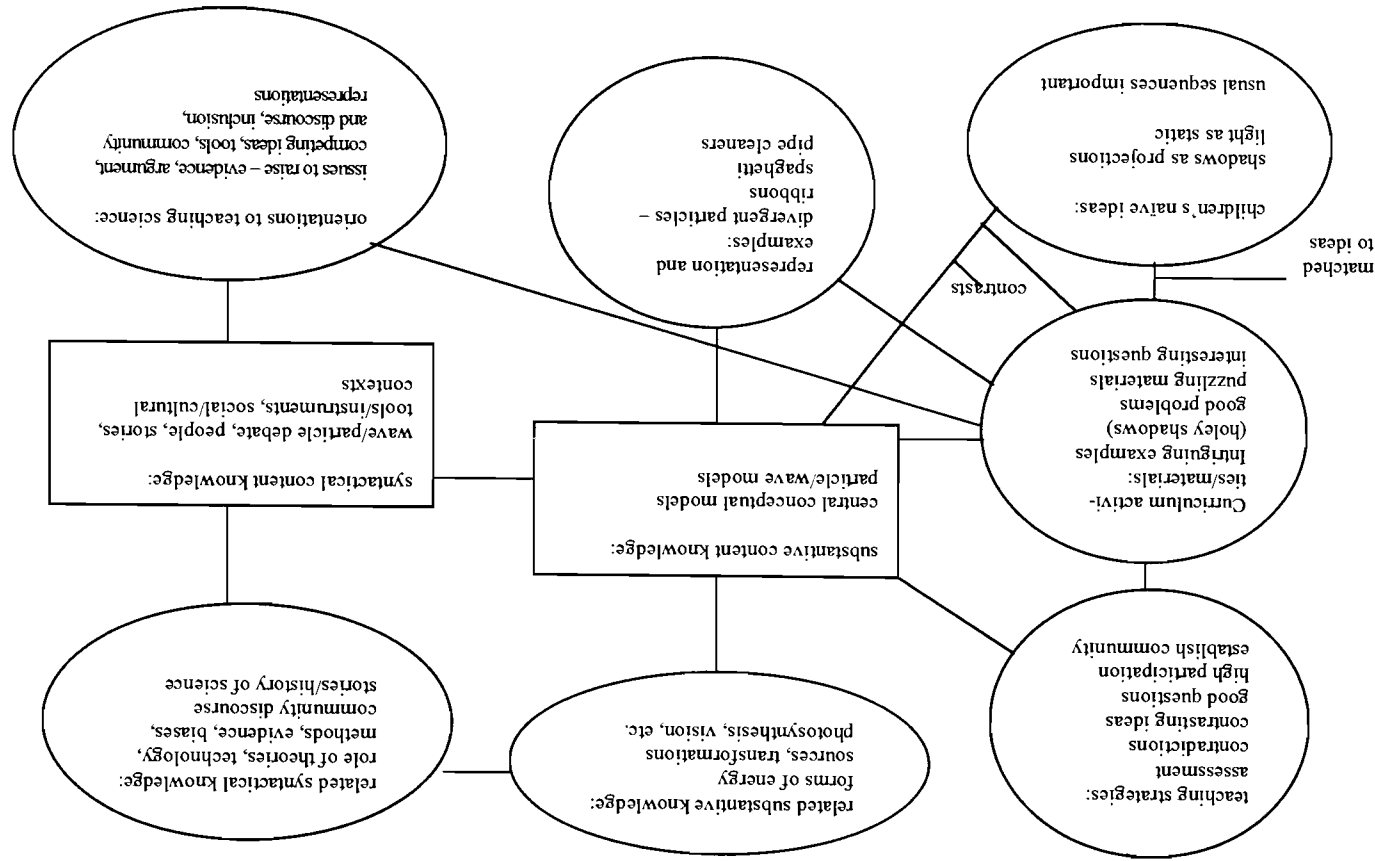 teaching strategies:
assessment
contradictions
contrasting ideas
good questions
high participation
establish community
related substantive knowledge:
forms of energy
sources, transformations
photosynthesis, vision, etc.
related syntactical knowledge:
role of theories, technology,
methods, evidence, biases,
community discourse
stories/history of science
Curriculum activi-
ties/materials:
Intriguing examples
(holey shadows)
good problems
puzzling materials
interesting questions
substantive content knowledge:
central conceptual models
particle/wave models
syntactical content knowledge:
wave/particle debate, people, stories,
tools/instruments, social/cultural
contexts
matched
to ideas
contrasts
children's naïve ideas:
shadows as projections
light as static
usual sequences important
representation and
examples:
divergent particles –
ribbons
spaghetti
pipe cleaners
orientations to teaching science:
issues to raise – evidence, argument,
competing ideas, tools, community
and discourse, inclusion,
representations